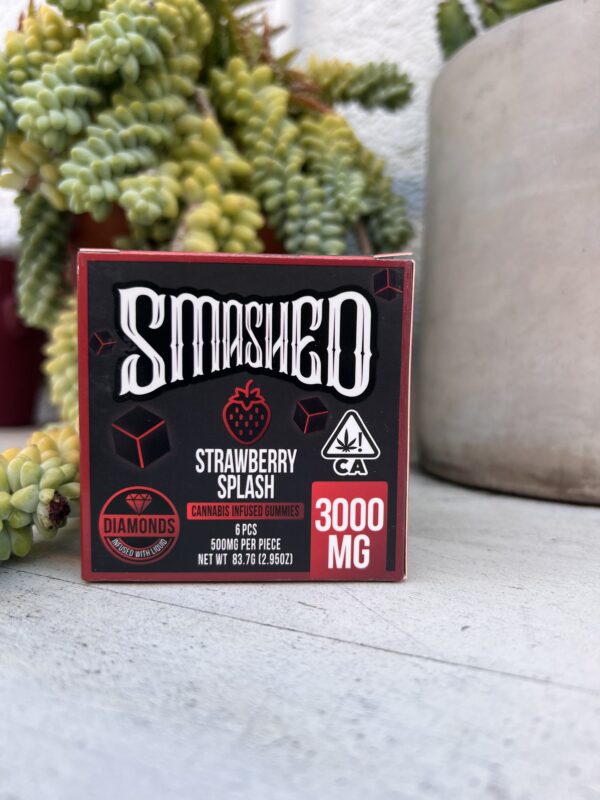 SMASHED
STRAWBERRY
SPLASH
CANNABIS INFUSED GUMMIES
6 PCS
500MG PER PIECE
NET WT 83.7G (2.95OZ)
DIAMONDS
INFUSED WITH LIQUID
!
CA
3000
MG